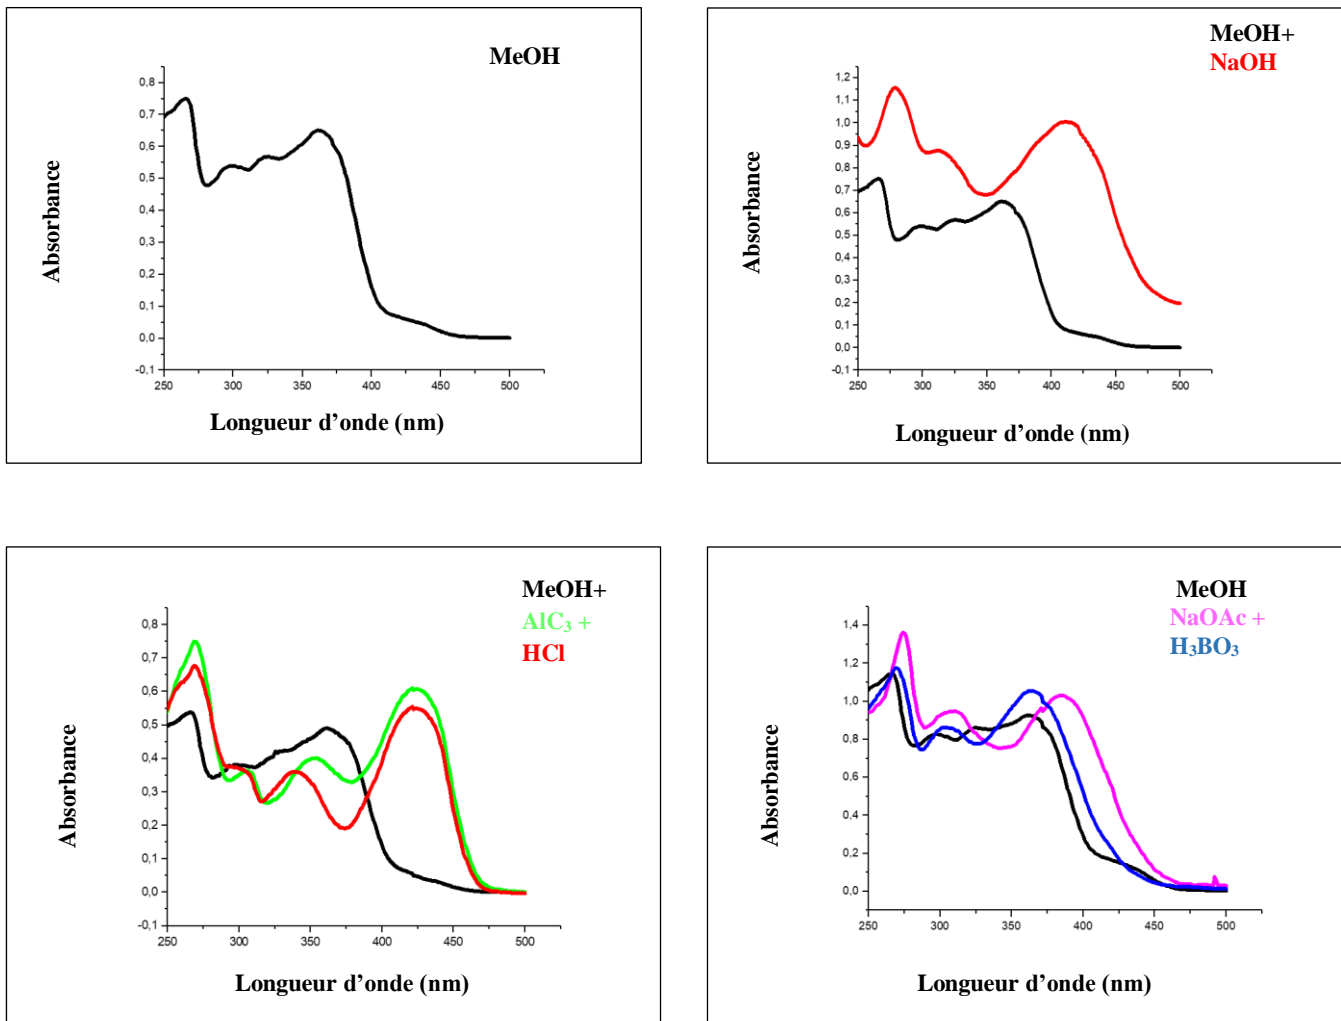 MeOH
0,8
0,7
0,6
0,5
0,4
0,3
0,2
0,1
0,0
-0,1
250 300 350 400 450 500
Absorbance
Longueur d’onde (nm)
MeOH+
NaOH
1,2
1,1
1,0
0,9
0,8
0,7
0,6
0,5
0,4
0,3
0,2
0,1
0,0
-0,1
250 300 350 400 450 500
Absorbance
Longueur d’onde (nm)
MeOH+
AlC₃ +
HCl
0,8
0,7
0,6
0,5
0,4
0,3
0,2
0,1
0,0
-0,1
250 300 350 400 450 500
Absorbance
Longueur d’onde (nm)
MeOH
NaOAc +
H₃BO₃
1,4
1,2
1,0
0,8
0,6
0,4
0,2
0,0
250 300 350 400 450 500
Absorbance
Longueur d’onde (nm)